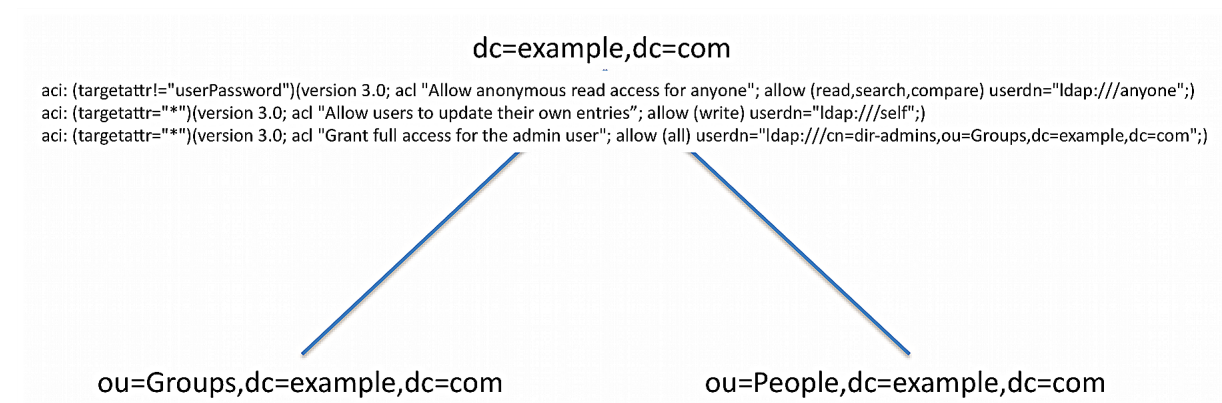 dc=example,dc=com
aci: (targetattr!="userPassword")(version 3.0; acl "Allow anonymous read access for anyone"; allow (read,search,compare) userdn="ldap:///anyone";)
aci: (targetattr="*")(version 3.0; acl "Allow users to update their own entries”; allow (write) userdn="ldap:///self";)
aci: (targetattr="*")(version 3.0; acl "Grant full access for the admin user"; allow (all) userdn="ldap:///cn=dir-admins,ou=Groups,dc=example,dc=com";)
ou=Groups,dc=example,dc=com
ou=People,dc=example,dc=com